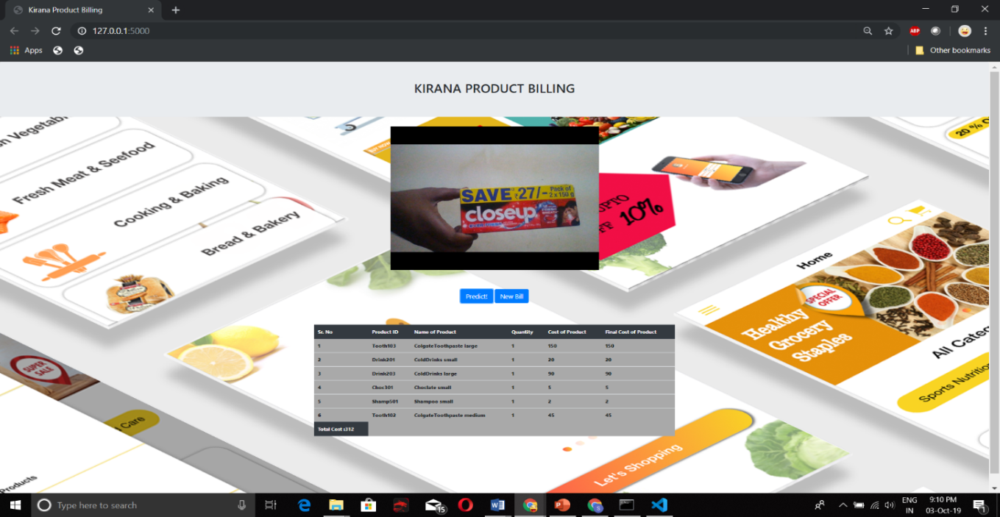 Kirana Product Billing
127.0.0.1:5000
ABP
Apps
Other bookmarks
KIRANA PRODUCT BILLING
Fresh Meat & Seefood
Cooking & Baking
Bread & Bakery
20 %
SAVE ₹27/- Pack of
2x150 g
closeup
UPTO
10%
Home
SPECIAL
OFFER
Healthy
Grocery
Staples
All Categ
Sports Nutrition
Predict! New Bill
Sr. No Product ID Name of Product Quantity Cost of Product Final Cost of Product
1 Tooth103 ColgateToothpaste large 1 150 150
2 Drink201 ColdDrinks small 1 20 20
3 Drink203 ColdDrinks large 1 90 90
4 Choc301 Choclate small 1 5 5
5 Shamp501 Shampoo small 1 2 2
6 Tooth102 ColgateToothpaste medium 1 45 45
Total Cost :312
SUPER
SALE
Care
Products
Let's Shopping
Type here to search
15
ENG
IN
9:10 PM
03-Oct-19
1